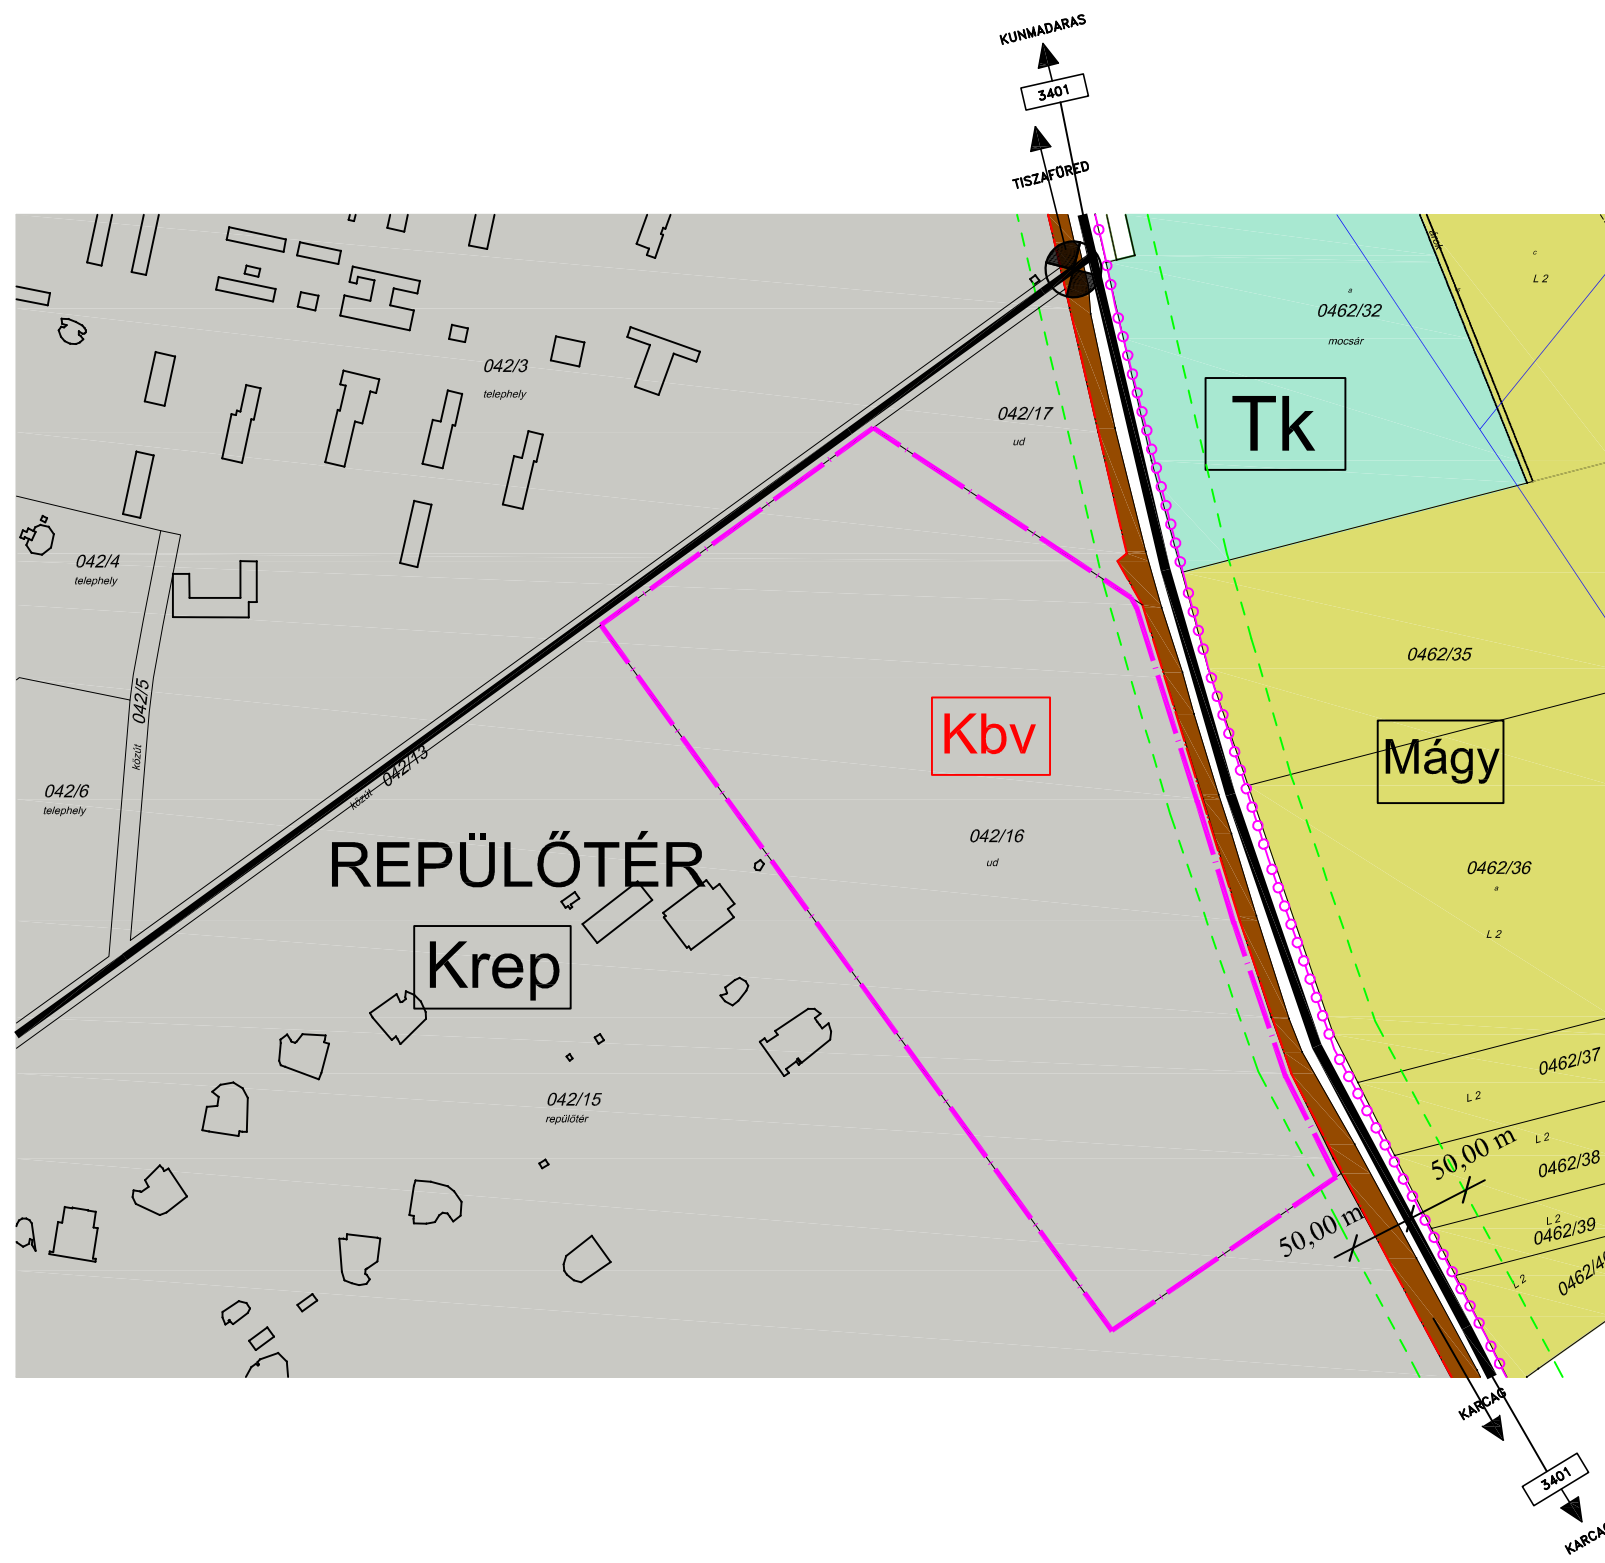 KUNMADARAS
3401
TISZAFÜRED
árok
c
L 2
a
0462/32
mocsár
Tk
042/3
telephely
042/17
ud
042/4
telephely
042/5
közút
042/6
telephely
042/13
közút
0462/35
Kbv
Mágy
042/16
ud
REPÜLŐTÉR
0462/36
a
L 2
Krep
042/15
repülőtér
0462/37
L 2
L 2
50,00 m
0462/38
50,00 m
L 2
0462/39
L 2
KARCAG
3401